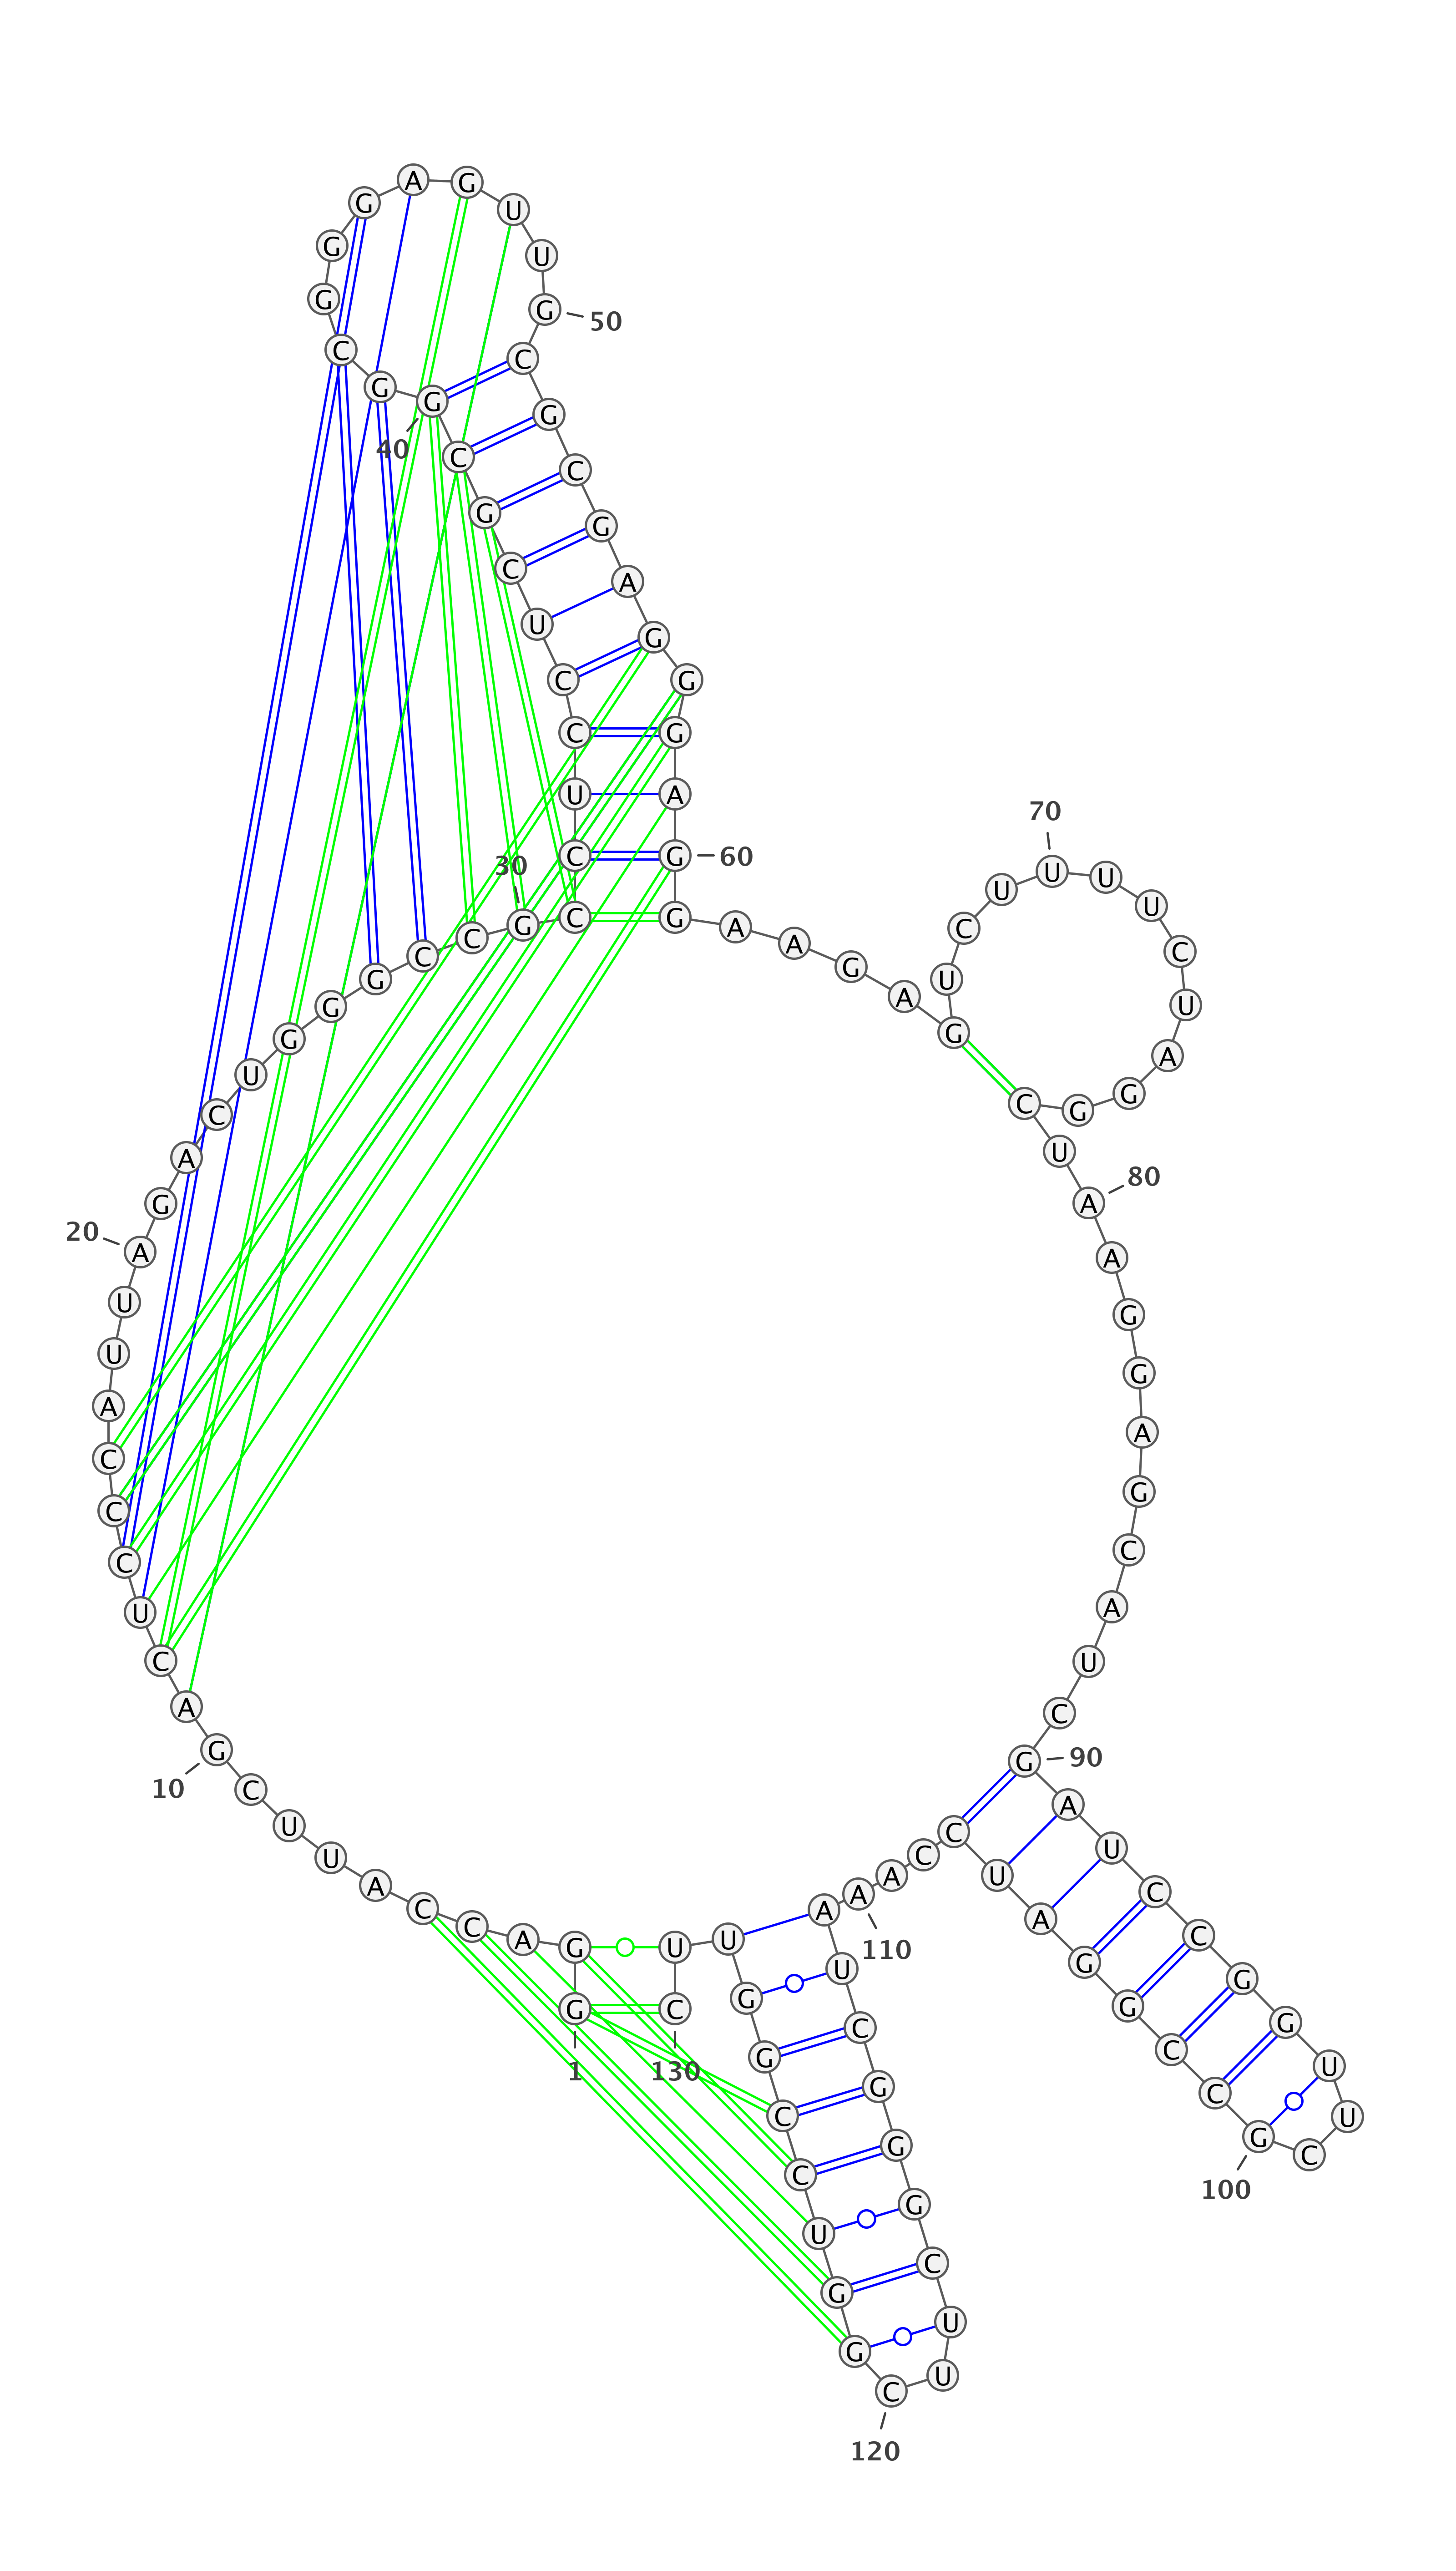 1
G G A C C A U U C G
10
A C U C C C A U U A
20
G A C U G G G C C G
30
C C U C C U C G C G
40
G C G G G A G U U G
50
C G C G A G G G A G
60
G A A G A G U C U U
70
U U C U A G G C U A
80
A G G A G C A U C G
90
A U C C G G U U C G
100
C C G G A U C C A A
110
A U C G G G C U U C
120
G G U C C G G U U C
130